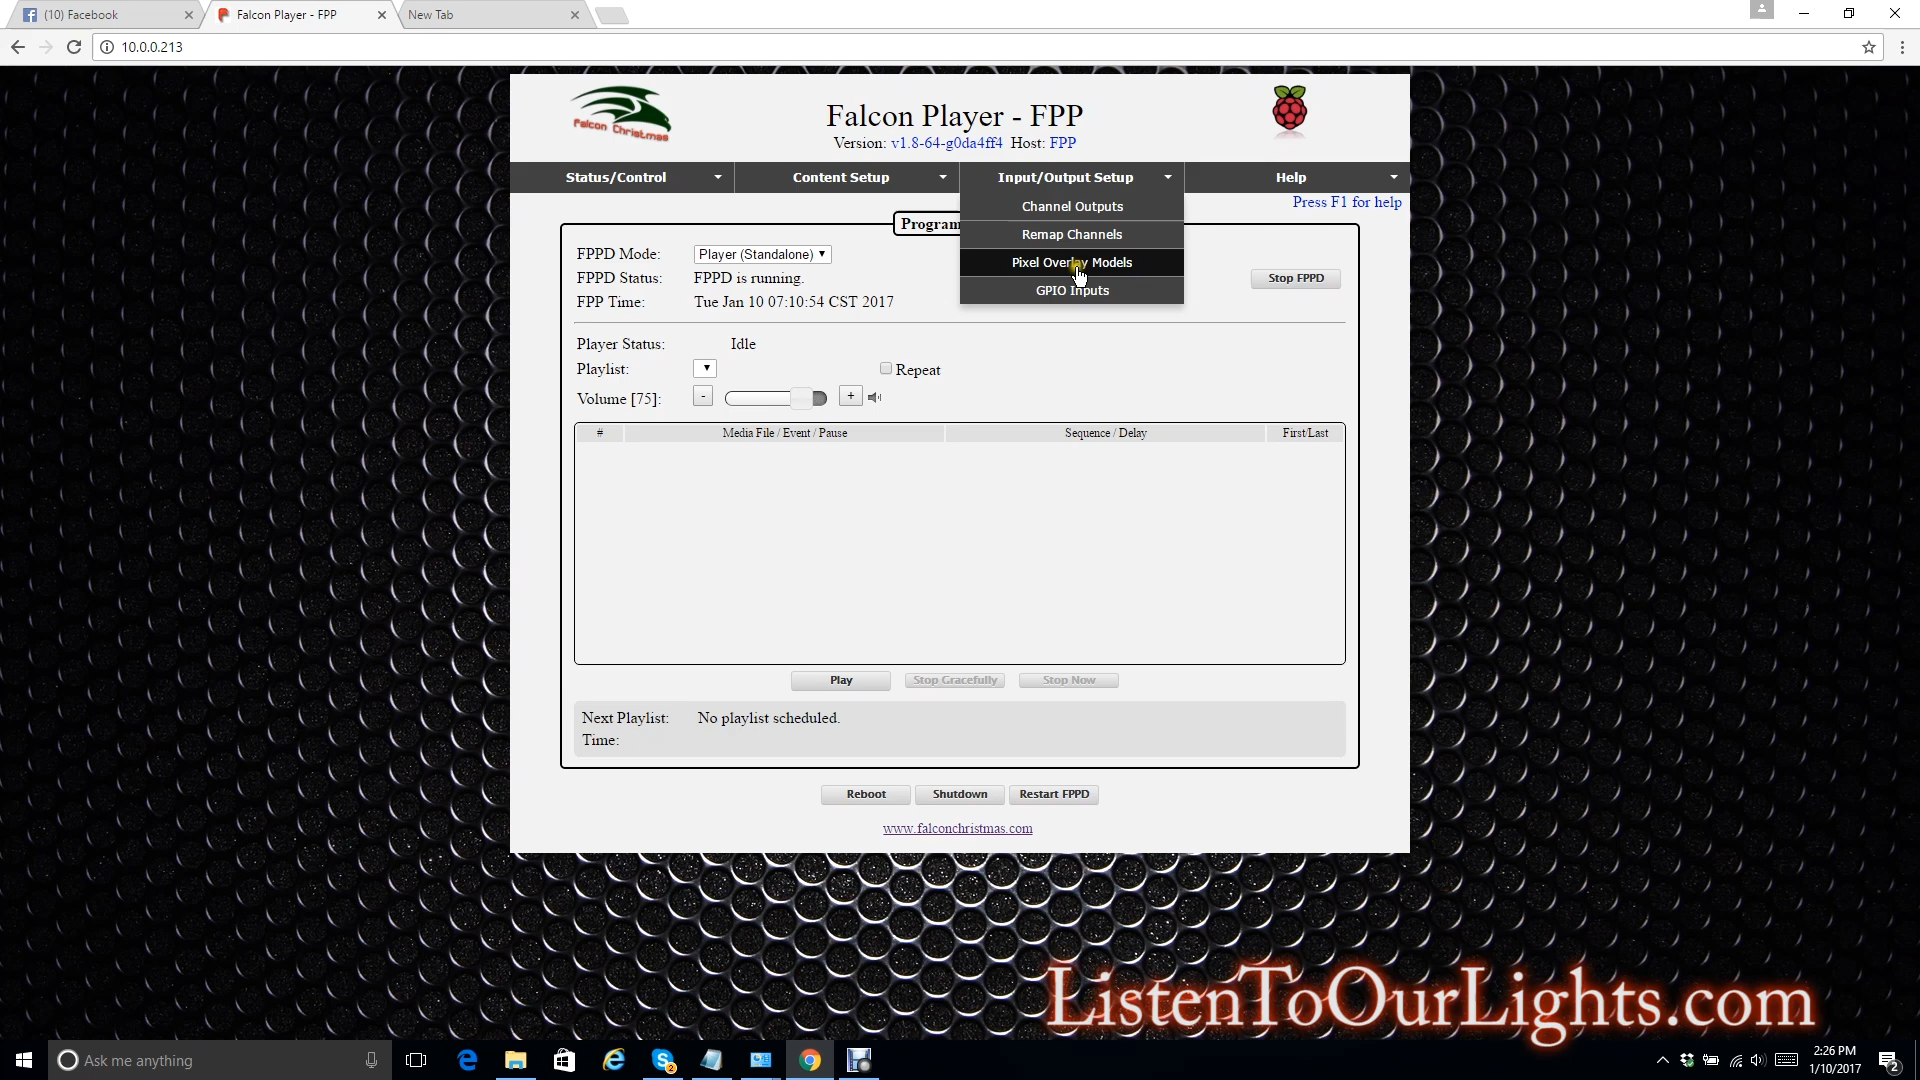 (10) Facebook
Falcon Player - FPP
New Tab
10.0.0.213
Falcon Christmas
Falcon Player - FPP
Version: v1.8-64-g0da4ff4 Host: FPP
Status/Control
Content Setup
Input/Output Setup
Help
Channel Outputs
Remap Channels
Pixel Overlay Models
GPIO Inputs
Press F1 for help
Program
FPPD Mode: Player (Standalone)
FPPD Status: FPPD is running.
Stop FPPD
FPP Time: Tue Jan 10 07:10:54 CST 2017
Player Status: Idle
Playlist:
Repeat
Volume [75]: - +
# Media File / Event / Pause Sequence / Delay First/Last
Play Stop Gracefully Stop Now
Next Playlist: No playlist scheduled.
Time:
Reboot Shutdown Restart FPPD
www.falconchristmas.com
ListenToOurLights.com
Ask me anything
2
2:26 PM
1/10/2017
2